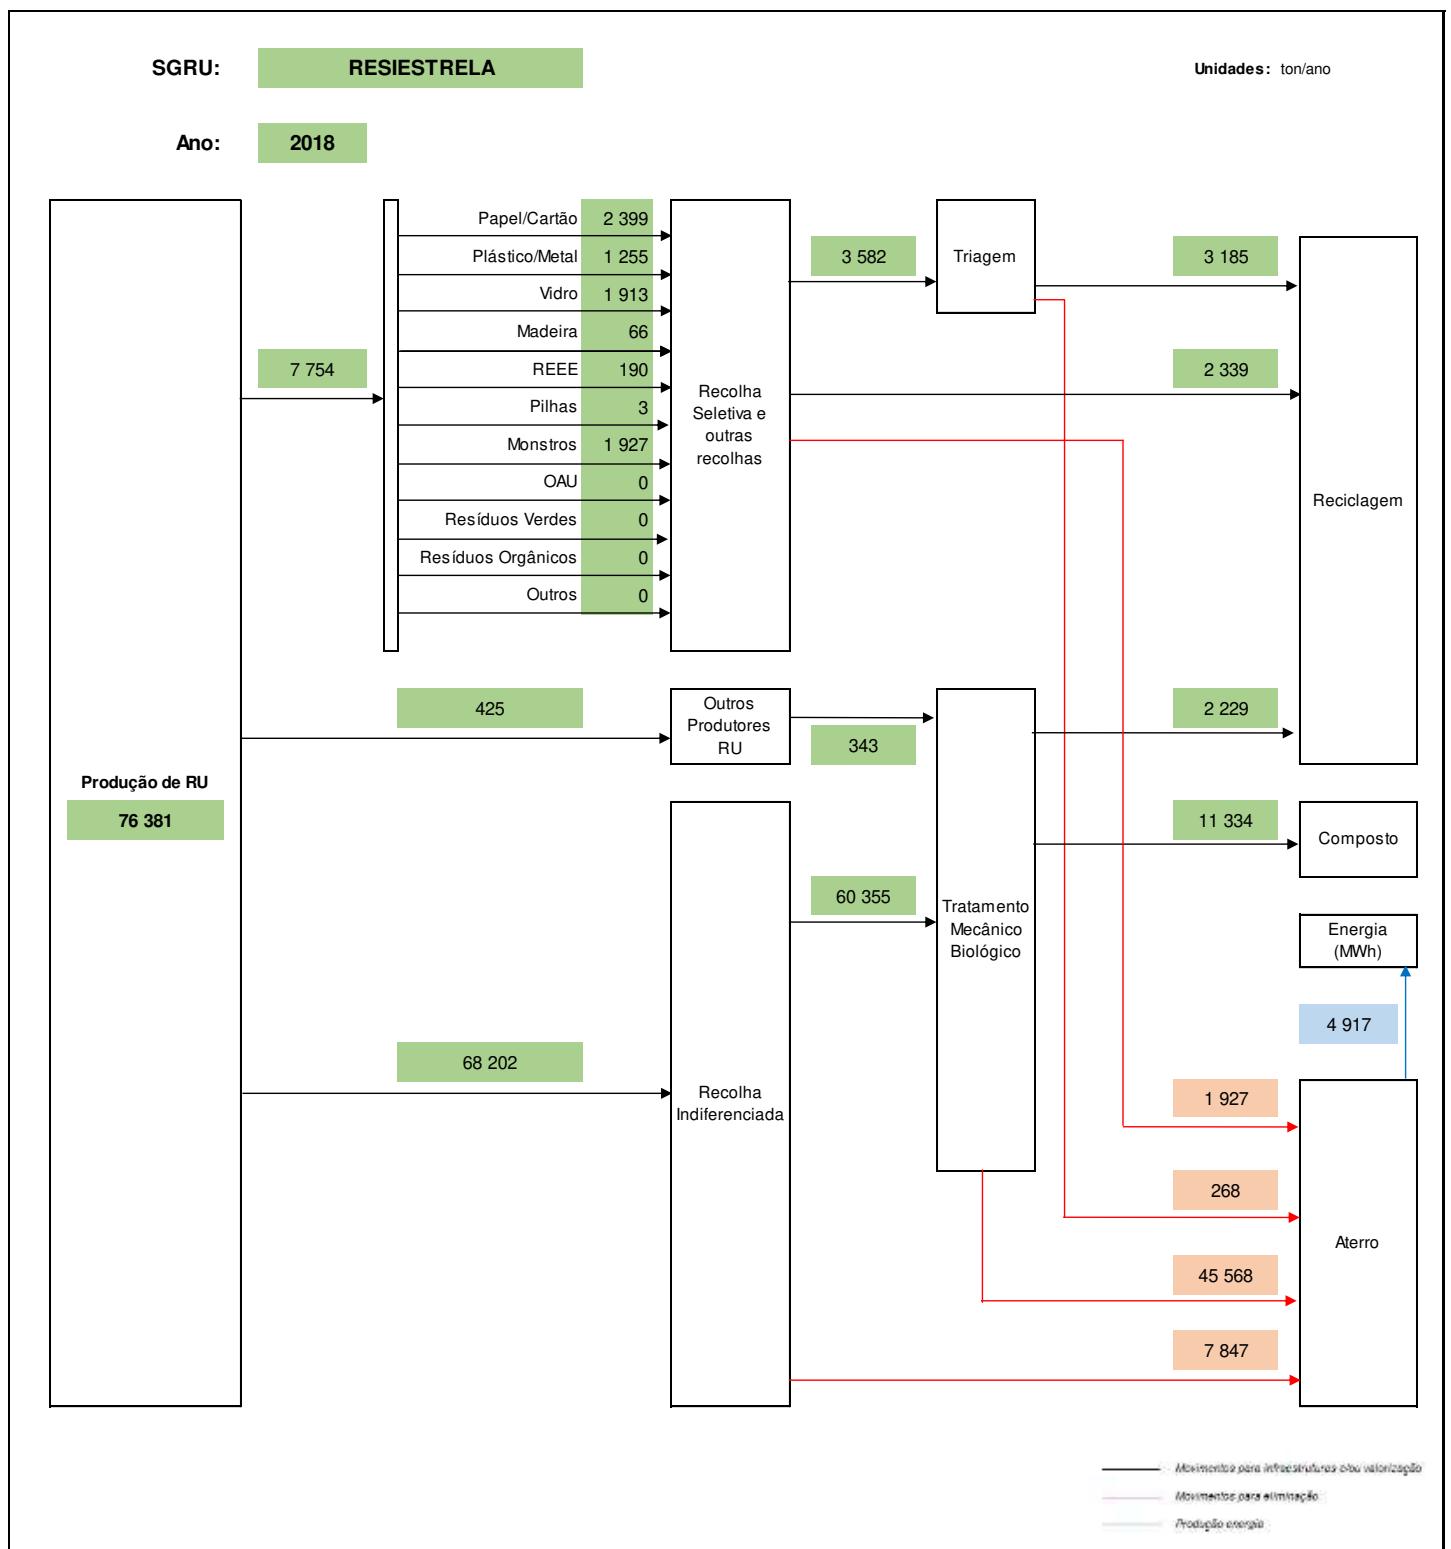 SGRU: RESIESTRELA
Unidades: ton/ano
Ano: 2018
Papel/Cartão 2 399
Plástico/Metal 1 255
Vidro 1 913
Madeira 66
REEE 190
Pilhas 3
Monstros 1 927
OAU 0
Resíduos Verdes 0
Resíduos Orgânicos 0
Outros 0
7 754
Recolha
Seletiva e
outras
recolhas
3 582
Triagem
3 185
2 339
Reciclagem
425
Outros
Produtores
RU
343
2 229
Produção de RU
76 381
11 334
Composto
60 355
Tratamento
Mecânico
Biológico
Energia
(MWh)
4 917
68 202
Recolha
Indiferenciada
1 927
268
Aterro
45 568
7 847
Movimentos para infraestruturas e/ou valorização
Movimentos para eliminação
Produção energia